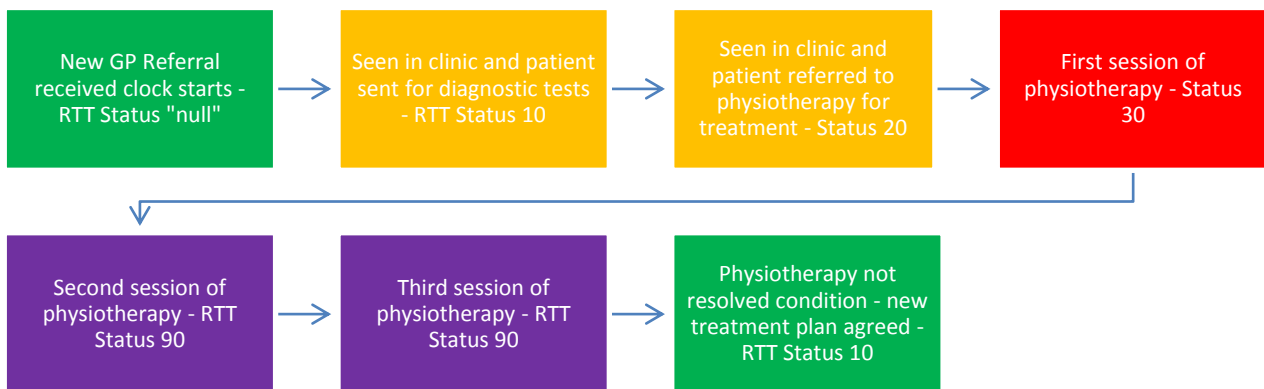 New GP Referral
received clock starts -
RTT Status "null"
Seen in clinic and patient
sent for diagnostic tests
- RTT Status 10
Seen in clinic and
patient referred to
physiotherapy for
treatment - Status 20
First session of
physiotherapy - Status
30
Second session of
physiotherapy - RTT
Status 90
Third session of
physiotherapy - RTT
Status 90
Physiotherapy not
resolved condition - new
treatment plan agreed -
RTT Status 10